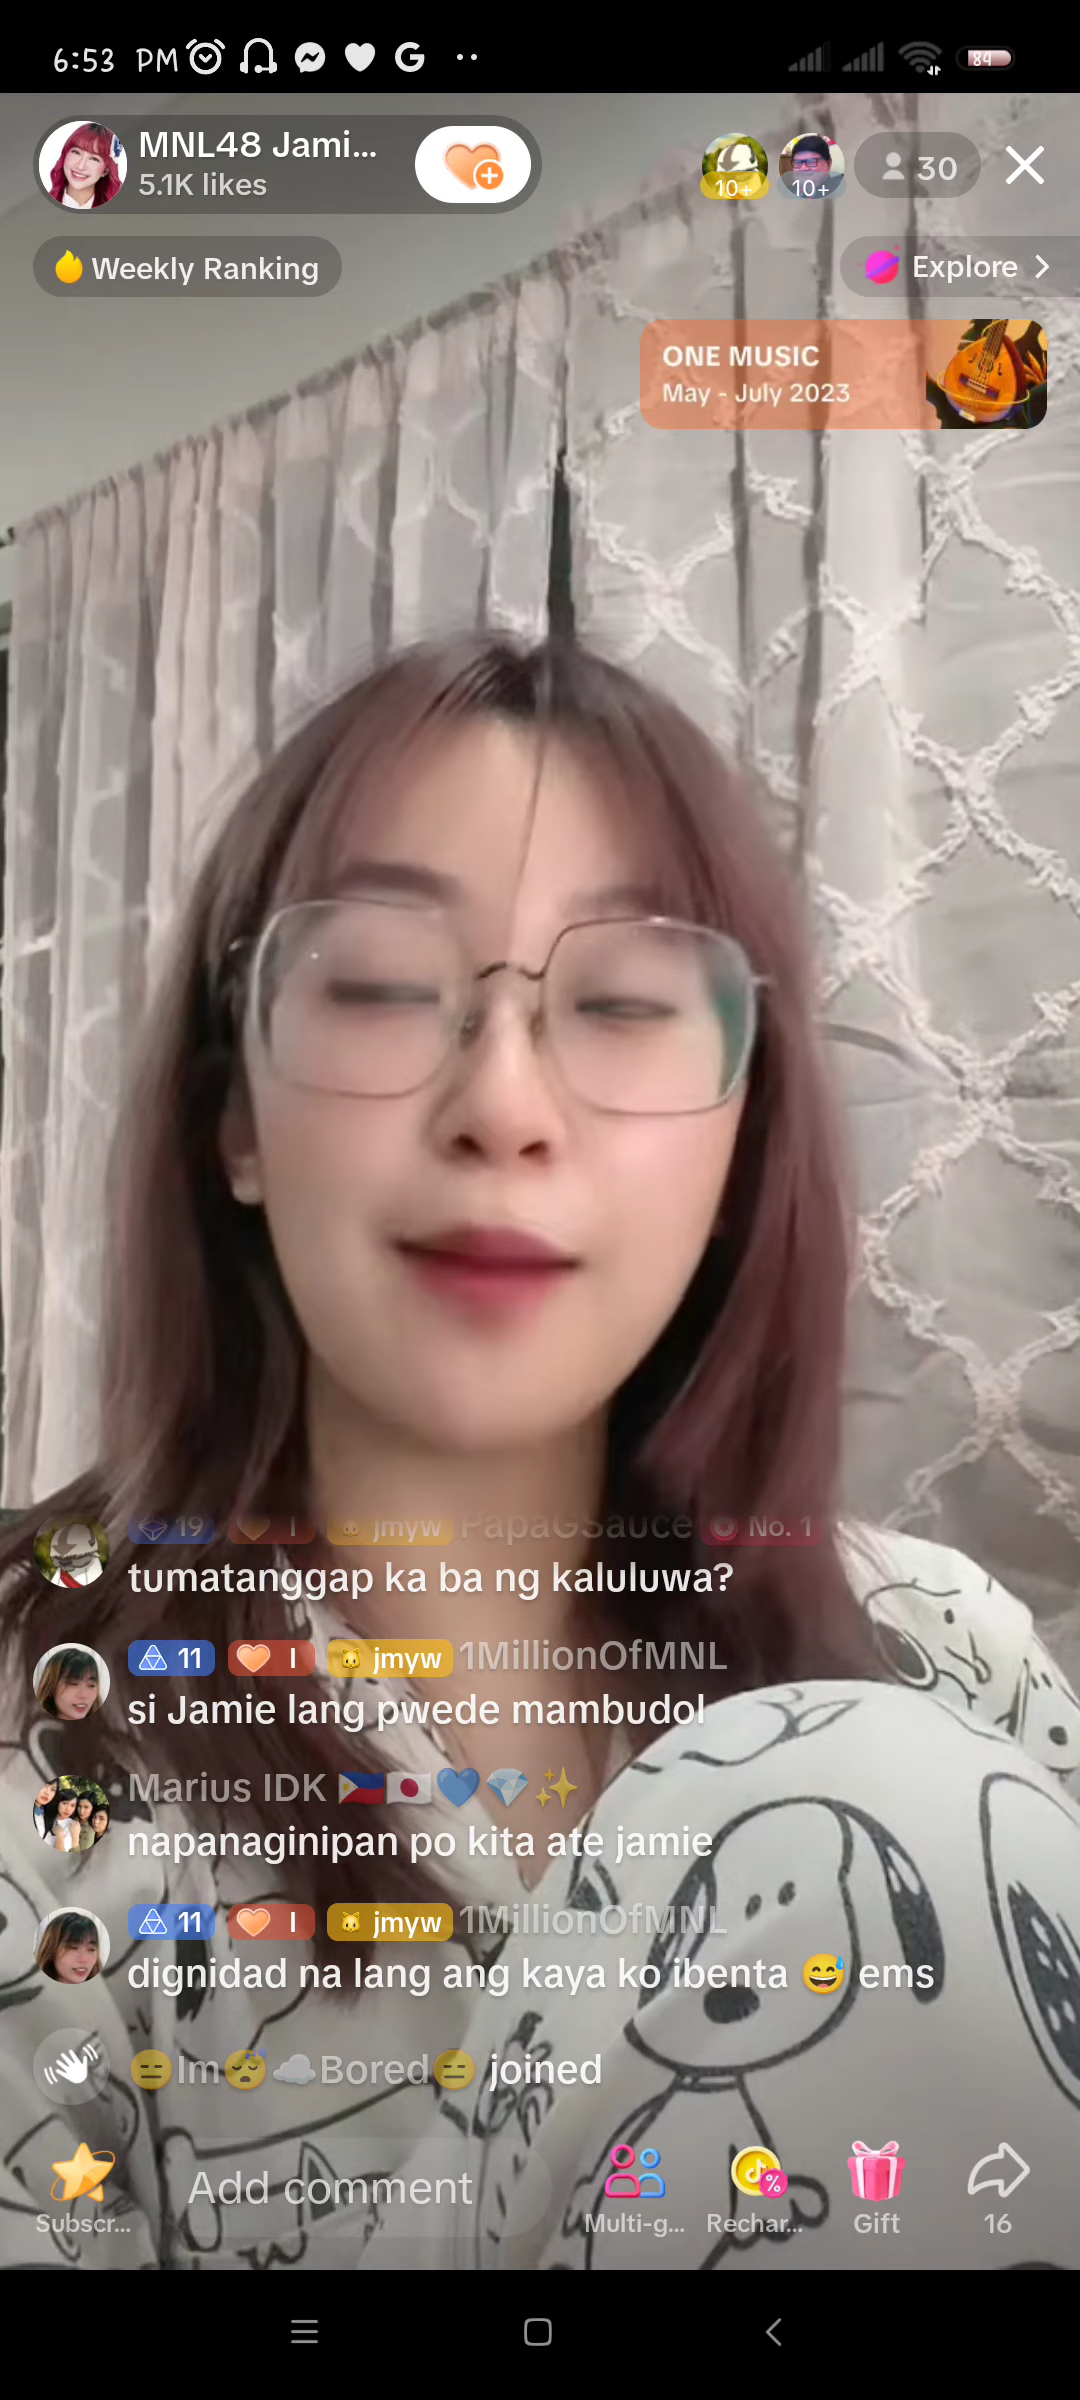 6:53 PM
84
MNL48 Jami...
5.1K likes
10+
10+
30
Weekly Ranking
Explore
ONE MUSIC
May - July 2023
19 I jmyw PapaGSauce No. 1
tumatanggap ka ba ng kaluluwa?
11 I jmyw 1MillionOfMNL
si Jamie lang pwede mambudol
Marius IDK 🇵🇭🇯🇵💙💎✨
napanaginipan po kita ate jamie
11 I jmyw 1MillionOfMNL
dignidad na lang ang kaya ko ibenta 😅 ems
😑Im😴☁️Bored😑 joined
Add comment
Subscr...
Multi-g...
Rechar...
Gift
16